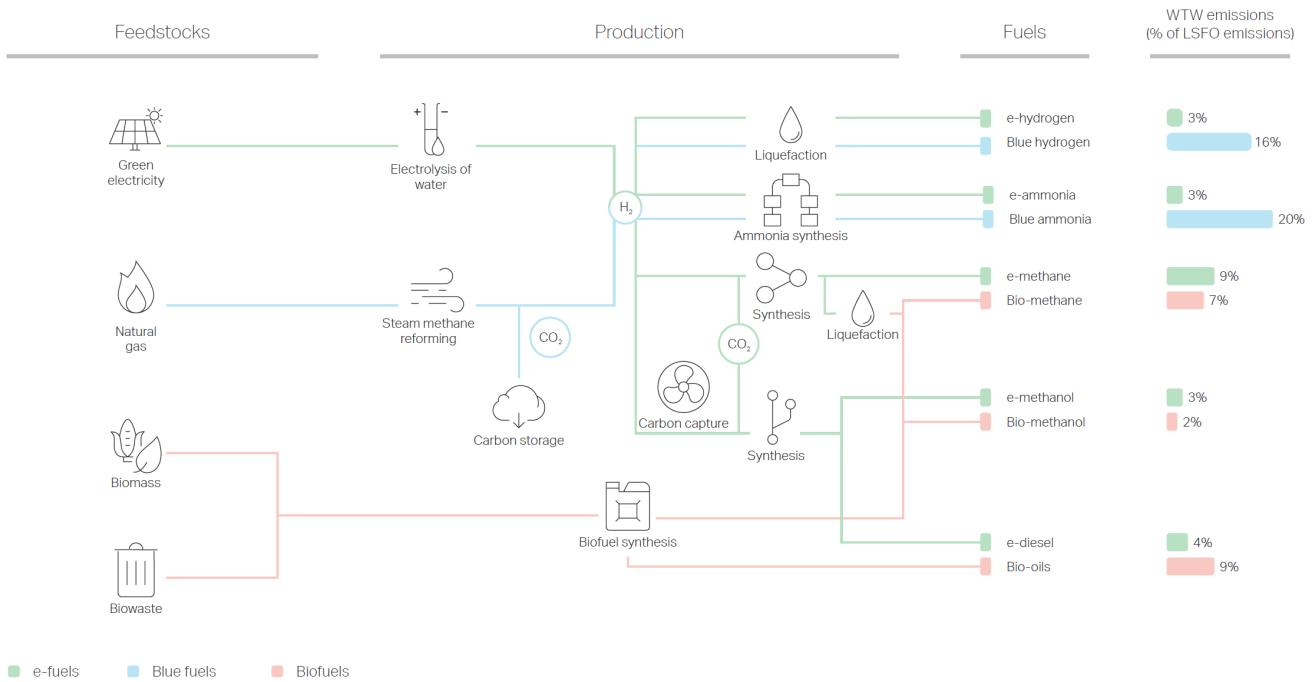 Feedstocks
Production
Fuels
WTW emissions
(% of LSFO emissions)
Green
electricity
+ −
Electrolysis of
water
H₂
Liquefaction
e-hydrogen
3%
Blue hydrogen
16%
Ammonia synthesis
e-ammonia
3%
Blue ammonia
20%
Natural
gas
Steam methane
reforming
CO₂
Carbon storage
Synthesis
Liquefaction
e-methane
9%
Bio-methane
7%
CO₂
Carbon capture
Synthesis
e-methanol
3%
Bio-methanol
2%
Biomass
Biowaste
Biofuel synthesis
e-diesel
4%
Bio-oils
9%
e-fuels
Blue fuels
Biofuels